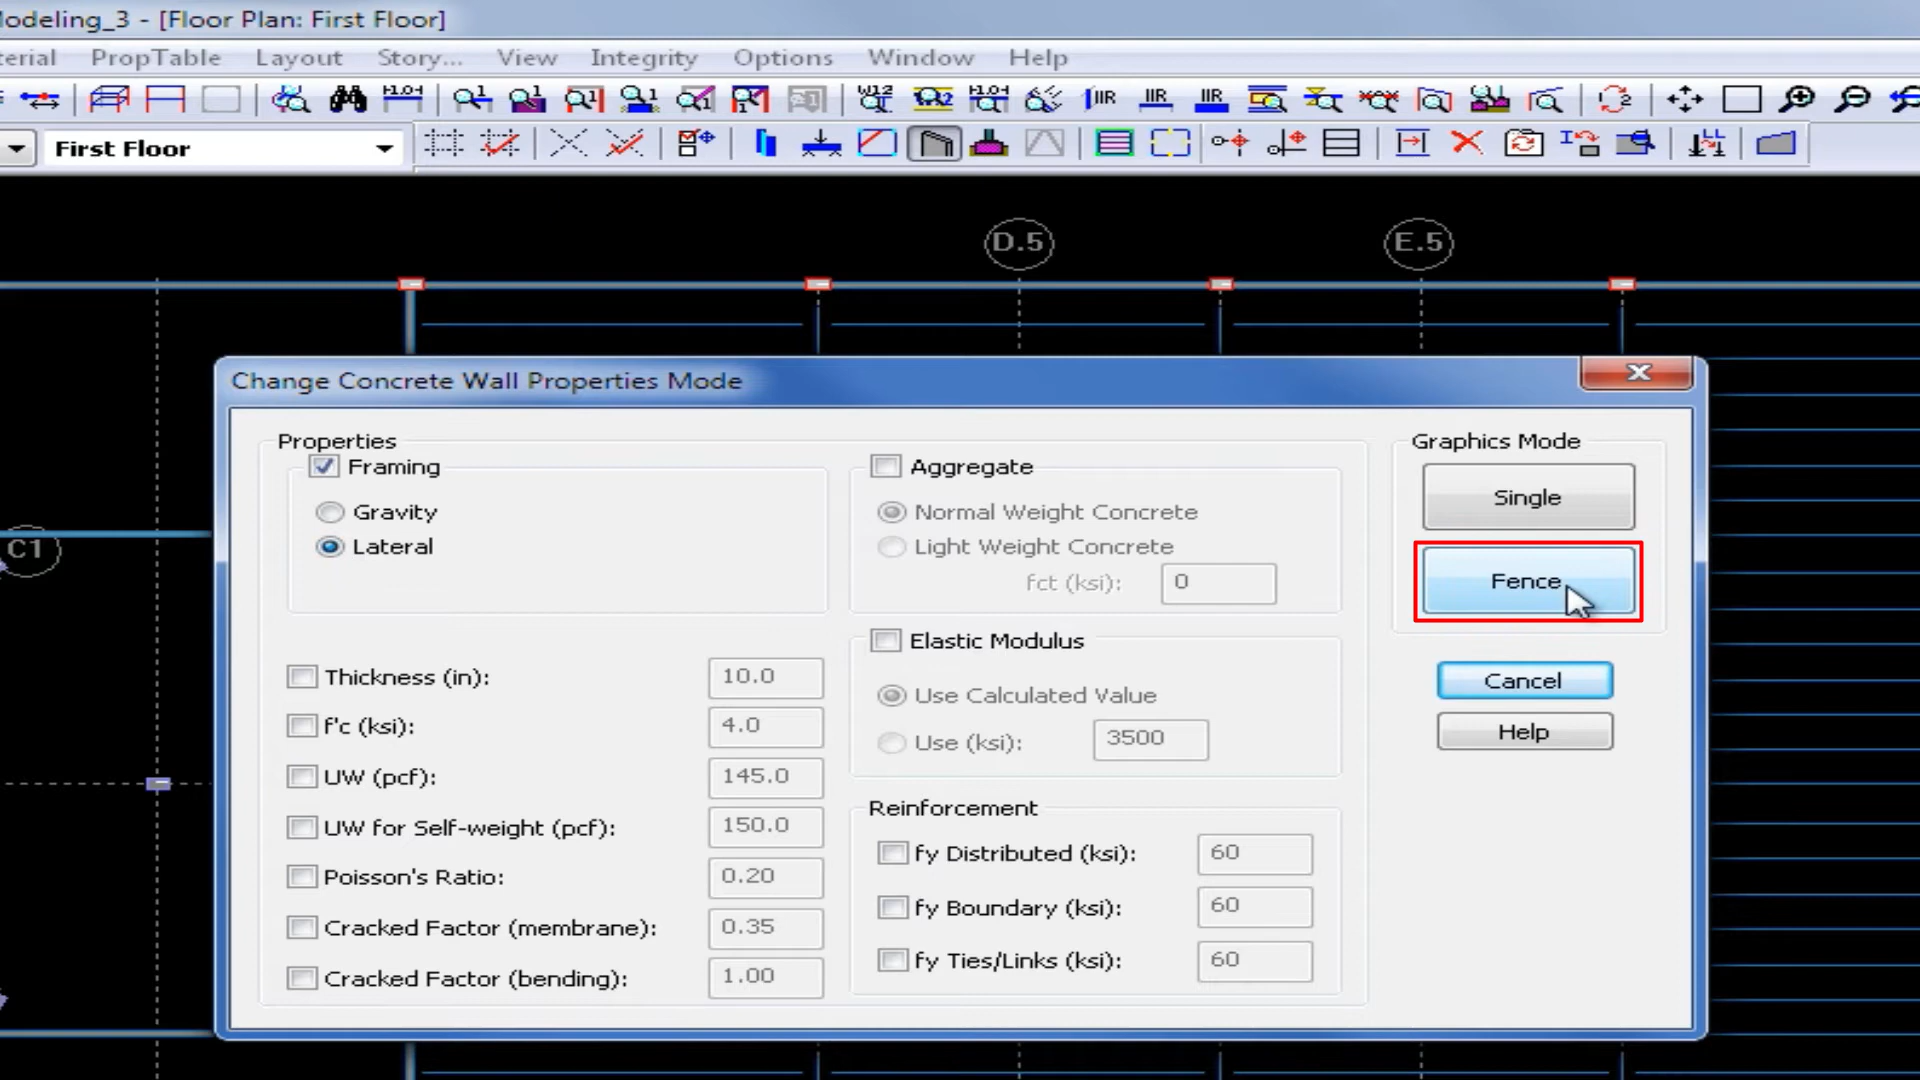 Modeling_3 - [Floor Plan: First Floor]
terial PropTable Layout Story... View Integrity Options Window Help
First Floor
D.5 E.5
C1
Change Concrete Wall Properties Mode
Properties
Framing
Gravity
Lateral
Thickness (in): 10.0
f'c (ksi): 4.0
UW (pcf): 145.0
UW for Self-weight (pcf): 150.0
Poisson's Ratio: 0.20
Cracked Factor (membrane): 0.35
Cracked Factor (bending): 1.00
Aggregate
Normal Weight Concrete
Light Weight Concrete
fct (ksi): 0
Elastic Modulus
Use Calculated Value
Use (ksi): 3500
Reinforcement
fy Distributed (ksi): 60
fy Boundary (ksi): 60
fy Ties/Links (ksi): 60
Graphics Mode
Single
Fence
Cancel
Help